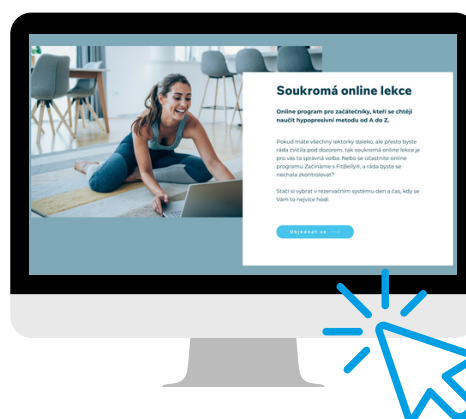 Soukromá online lekce
Online program pro začátečníky, kteří se chtějí
naučit hypopresivní metodu od A do Z.
Pokud máte všechny lektorky daleko, ale přesto byste
ráda cvičila pod dozorem, tak soukromá online lekce je
pro vás ta správná volba. Nebo se účastníte online
programu Začínáme s FitBelly®, a ráda byste se
nechala zkontrolovat?
Stačí si vybrat v rezervačním systému den a čas, kdy se
Vám to nejvíce hodí.
Objednat se